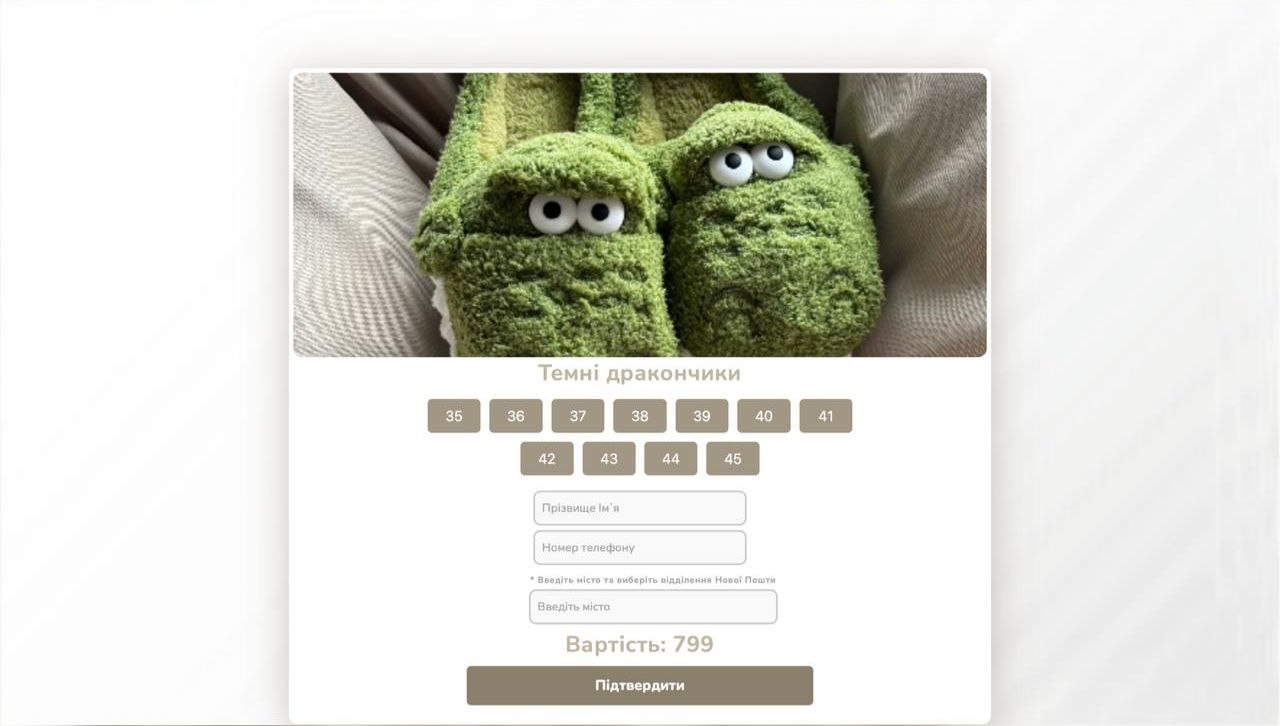 Темні дракончики
35 36 37 38 39 40 41
42 43 44 45
Прізвище Ім'я
Номер телефону
* Введіть місто та виберіть відділення Нової Пошти
Введіть місто
Вартість: 799
Підтвердити